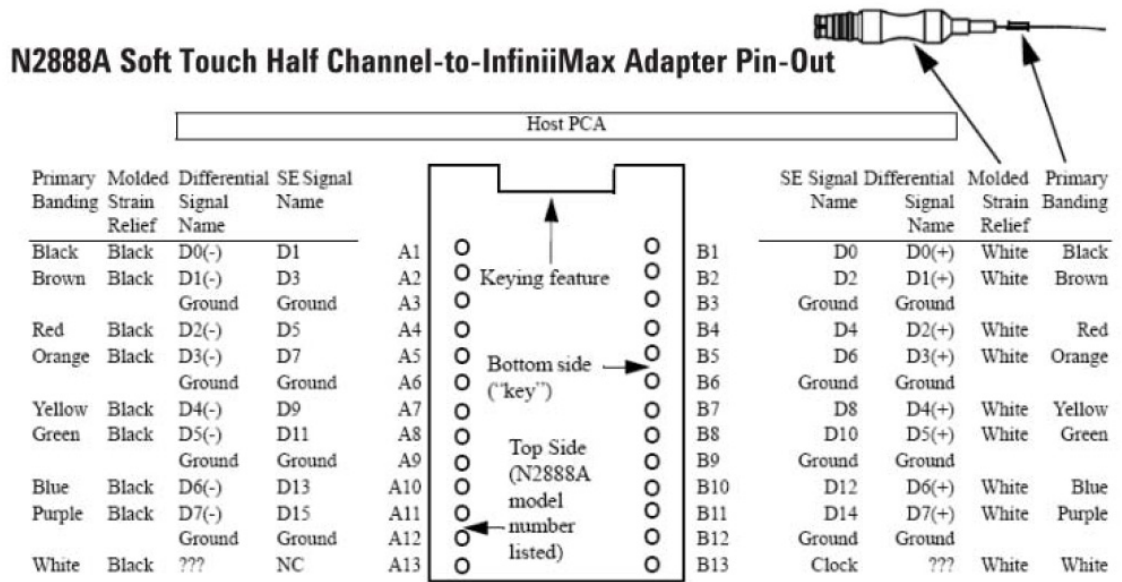 N2888A Soft Touch Half Channel-to-InfiniiMax Adapter Pin-Out
Host PCA
Primary Molded Differential SE Signal SE Signal Differential Molded Primary
Banding Strain Signal Name Name Signal Strain Banding
Relief Name Name Relief
Black Black D0(-) D1 A1 B1 D0 D0(+) White Black
Brown Black D1(-) D3 A2 Keying feature B2 D2 D1(+) White Brown
Ground Ground A3 B3 Ground Ground
Red Black D2(-) D5 A4 B4 D4 D2(+) White Red
Orange Black D3(-) D7 A5 Bottom side B5 D6 D3(+) White Orange
Ground Ground A6 ("key") B6 Ground Ground
Yellow Black D4(-) D9 A7 B7 D8 D4(+) White Yellow
Green Black D5(-) D11 A8 Top Side B8 D10 D5(+) White Green
Ground Ground A9 (N2888A B9 Ground Ground
Blue Black D6(-) D13 A10 model B10 D12 D6(+) White Blue
Purple Black D7(-) D15 A11 number B11 D14 D7(+) White Purple
Ground Ground A12 listed) B12 Ground Ground
White Black ??? NC A13 B13 Clock ??? White White